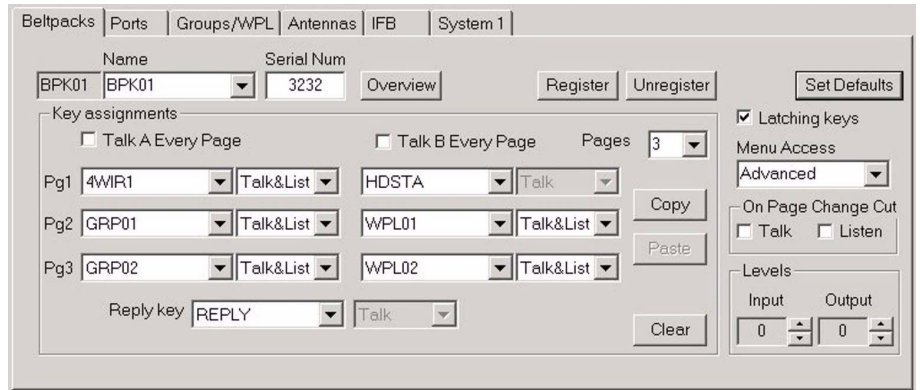 Beltpacks Ports Groups/WPL Antennas IFB System 1
Name Serial Num
BPK01 BPK01 3232 Overview Register Unregister Set Defaults
Key assignments
Talk A Every Page Talk B Every Page Pages 3
Latching keys
Menu Access
Advanced
Pg1 4WIR1 Talk&List HDSTA Talk
Copy
Pg2 GRP01 Talk&List WPL01 Talk&List
Paste
Pg3 GRP02 Talk&List WPL02 Talk&List
On Page Change Cut
Talk Listen
Levels
Input Output
0 0
Reply key REPLY Talk
Clear